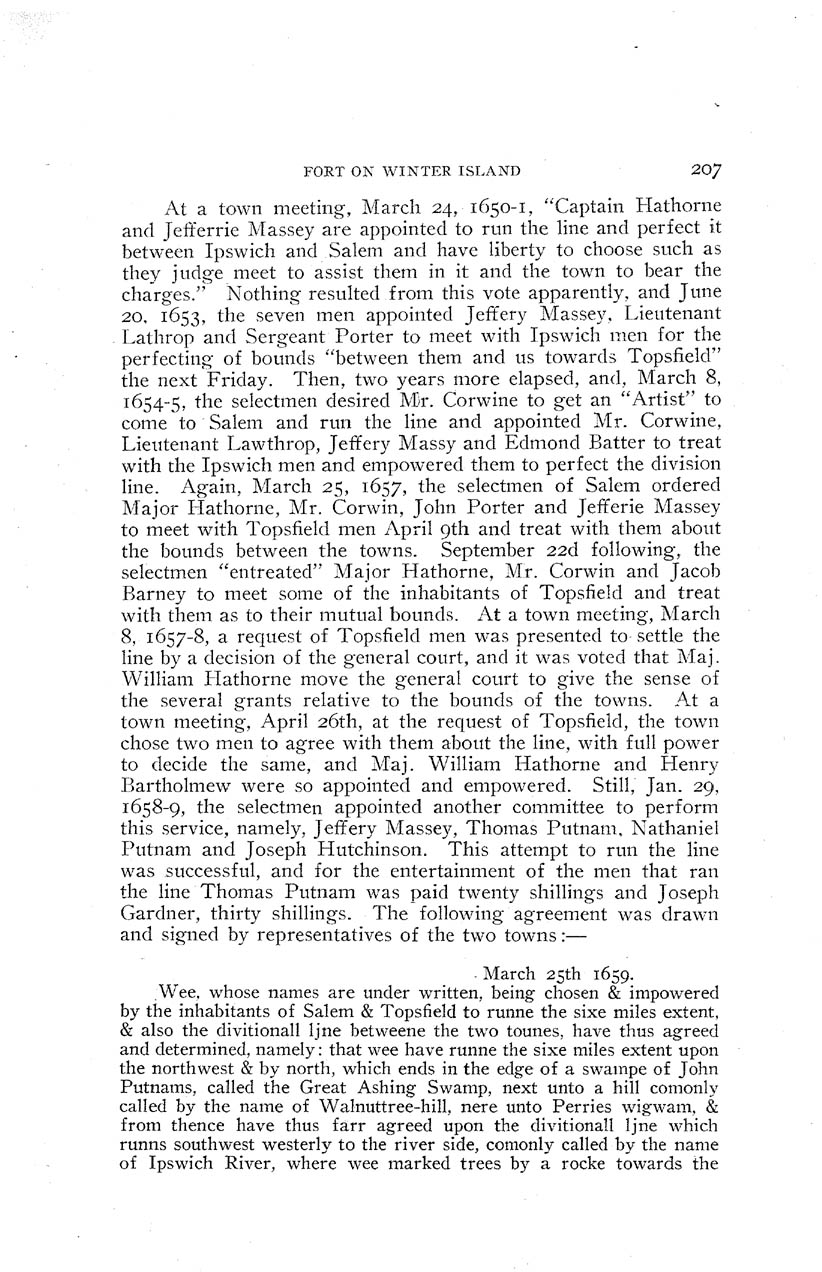 FORT ON WINTER ISLAND 207
At a town meeting, March 24, 1650-1, “Captain Hathorne
and Jefferrie Massey are appointed to run the line and perfect it
between Ipswich and Salem and have liberty to choose such as
they judge meet to assist them in it and the town to bear the
charges.” Nothing resulted from this vote apparently, and June
20, 1653, the seven men appointed Jeffery Massey, Lieutenant
Lathrop and Sergeant Porter to meet with Ipswich men for the
perfecting of bounds “between them and us towards Topsfield”
the next Friday. Then, two years more elapsed, and, March 8,
1654-5, the selectmen desired Mr. Corwine to get an “Artist” to
come to Salem and run the line and appointed Mr. Corwine,
Lieutenant Lawthrop, Jeffery Massy and Edmond Batter to treat
with the Ipswich men and empowered them to perfect the division
line. Again, March 25, 1657, the selectmen of Salem ordered
Major Hathorne, Mr. Corwin, John Porter and Jefferie Massey
to meet with Topsfield men April 9th and treat with them about
the bounds between the towns. September 22d following, the
selectmen “entreated” Major Hathorne, Mr. Corwin and Jacob
Barney to meet some of the inhabitants of Topsfield and treat
with them as to their mutual bounds. At a town meeting, March
8, 1657-8, a request of Topsfield men was presented to settle the
line by a decision of the general court, and it was voted that Maj.
William Hathorne move the general court to give the sense of
the several grants relative to the bounds of the towns. At a
town meeting, April 26th, at the request of Topsfield, the town
chose two men to agree with them about the line, with full power
to decide the same, and Maj. William Hathorne and Henry
Bartholmew were so appointed and empowered. Still, Jan. 29,
1658-9, the selectmen appointed another committee to perform
this service, namely, Jeffery Massey, Thomas Putnam, Nathaniel
Putnam and Joseph Hutchinson. This attempt to run the line
was successful, and for the entertainment of the men that ran
the line Thomas Putnam was paid twenty shillings and Joseph
Gardner, thirty shillings. The following agreement was drawn
and signed by representatives of the two towns:—
March 25th 1659.
Wee, whose names are under written, being chosen & impowered
by the inhabitants of Salem & Topsfield to runne the sixe miles extent,
& also the divitionall ljne betweene the two tounes, have thus agreed
and determined, namely: that wee have runne the sixe miles extent upon
the northwest & by north, which ends in the edge of a swampe of John
Putnams, called the Great Ashing Swamp, next unto a hill comonly
called by the name of Walnuttree-hill, nere unto Perries wigwam, &
from thence have thus farr agreed upon the divitionall ljne which
runns southwest westerly to the river side, comonly called by the name
of Ipswich River, where wee marked trees by a rocke towards the